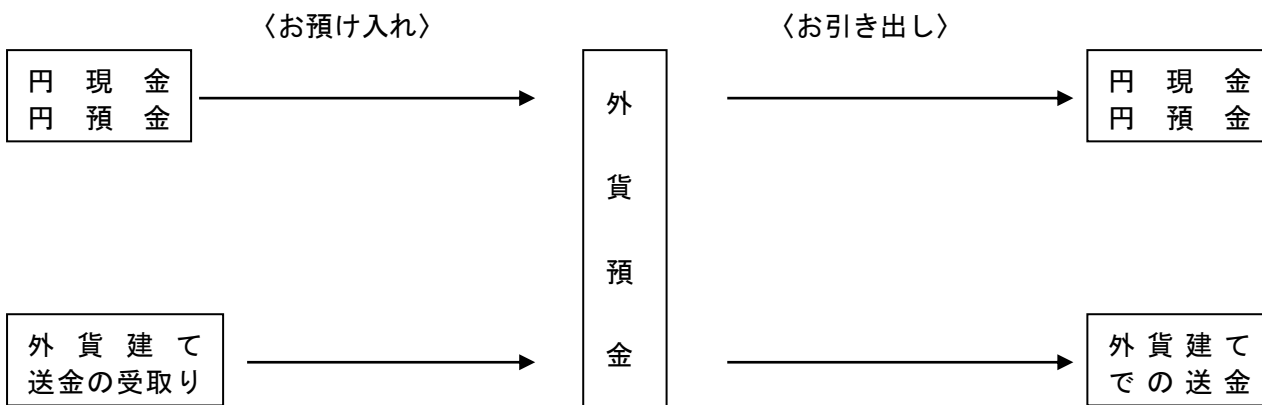 〈お預け入れ〉
〈お引き出し〉
円現金
円預金
外貨預金
円現金
円預金
外貨建て
送金の受取り
外貨建て
での送金